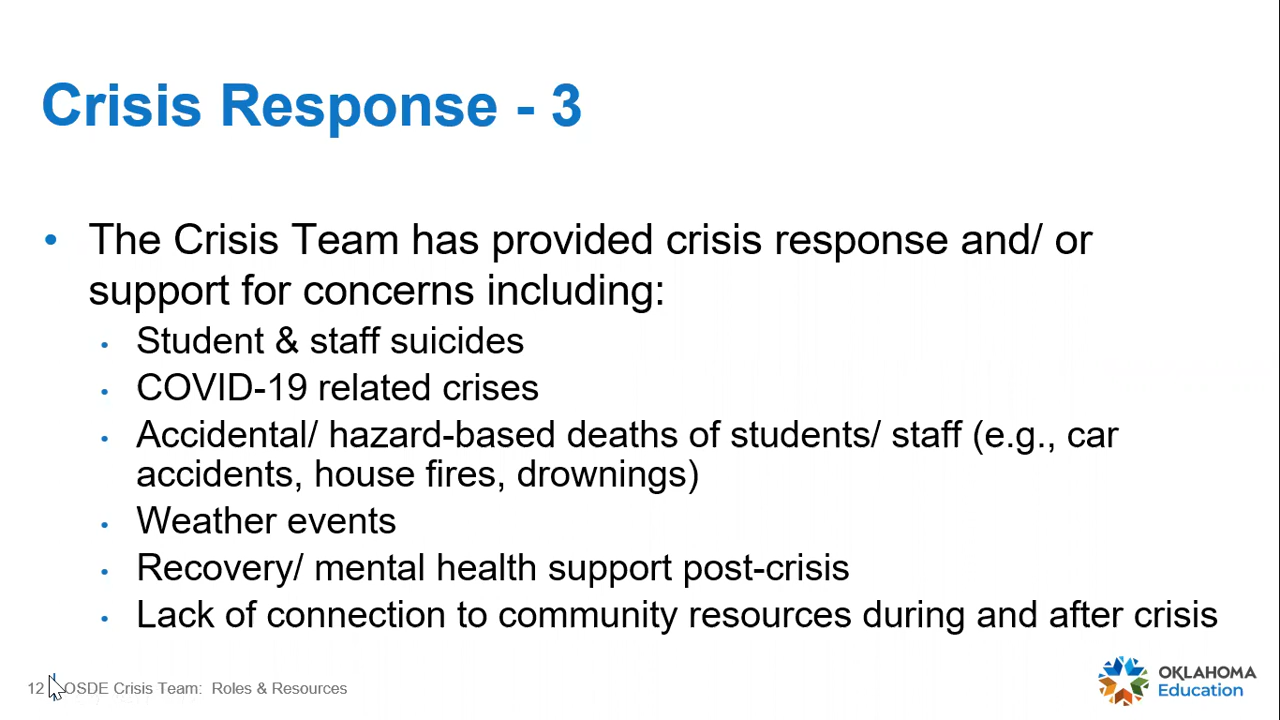 Crisis Response - 3
• The Crisis Team has provided crisis response and/ or
support for concerns including:
• Student & staff suicides
• COVID-19 related crises
• Accidental/ hazard-based deaths of students/ staff (e.g., car
accidents, house fires, drownings)
• Weather events
• Recovery/ mental health support post-crisis
• Lack of connection to community resources during and after crisis
12 OSDE Crisis Team: Roles & Resources
OKLAHOMA
Education